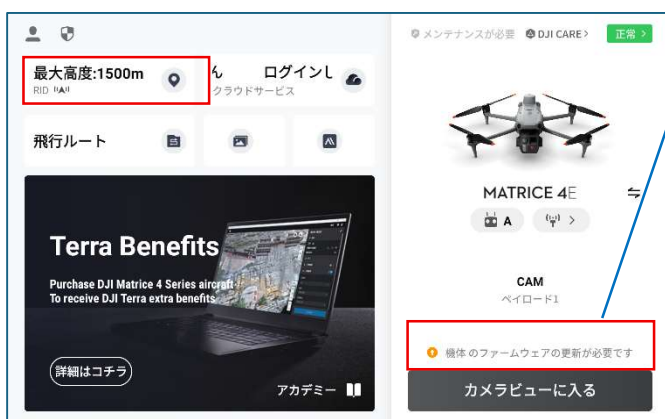 最大高度:1500m
RID
ん ログインし
クラウドサービス
飛行ルート
Terra Benefits
Purchase DJI Matrice 4 Series aircraft
To receive DJI Terra extra benefits
詳細はコチラ
アカデミー
メンテナンスが必要 DJI CARE >
正常 >
MATRICE 4E
A
CAM
ペイロード1
機体 のファームウェアの更新が必要です
カメラビューに入る